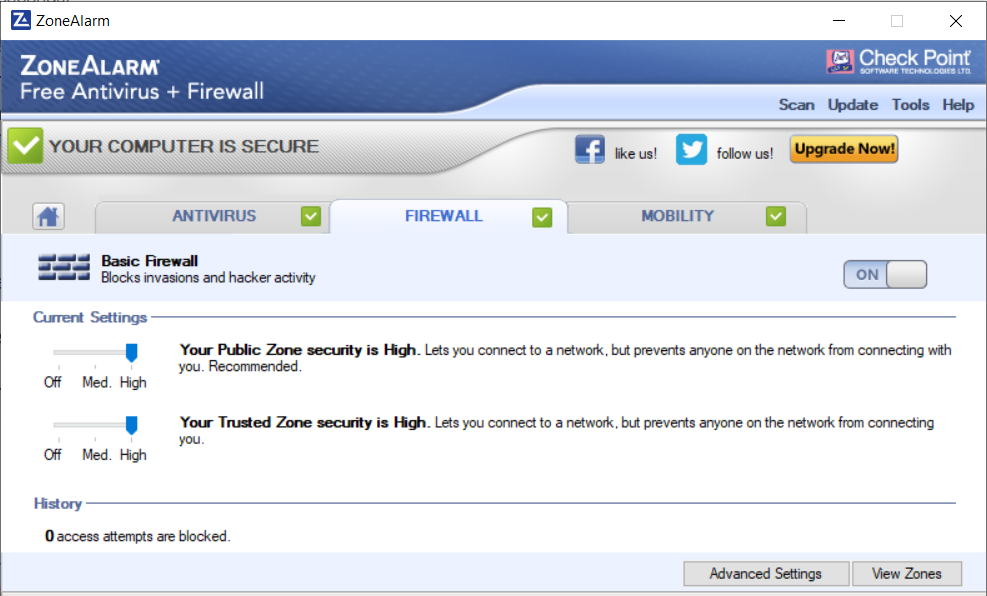 ZoneAlarm
ZONEALARM
Free Antivirus + Firewall
Check Point
SOFTWARE TECHNOLOGIES LTD.
Scan Update Tools Help
YOUR COMPUTER IS SECURE
like us! follow us! Upgrade Now!
ANTIVIRUS FIREWALL MOBILITY
Basic Firewall
Blocks invasions and hacker activity
ON
Current Settings
Your Public Zone security is High. Lets you connect to a network, but prevents anyone on the network from connecting with
you. Recommended.
Off Med. High
Your Trusted Zone security is High. Lets you connect to a network, but prevents anyone on the network from connecting
you.
Off Med. High
History
0 access attempts are blocked.
Advanced Settings View Zones